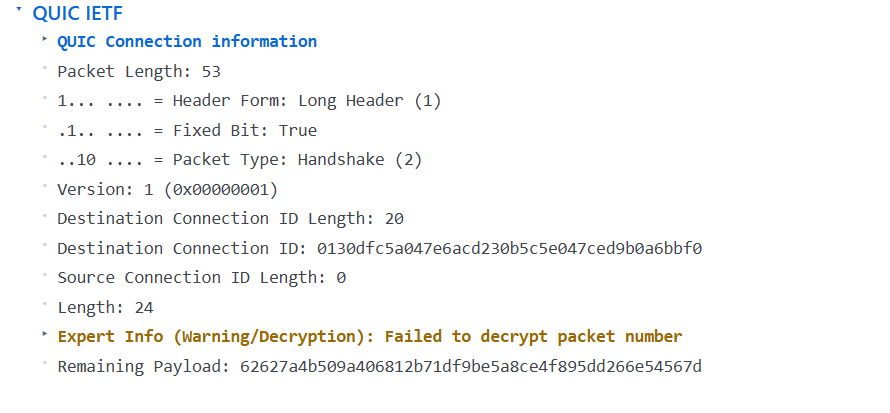 QUIC IETF
QUIC Connection information
Packet Length: 53
1... .... = Header Form: Long Header (1)
.1.. .... = Fixed Bit: True
..10 .... = Packet Type: Handshake (2)
Version: 1 (0x00000001)
Destination Connection ID Length: 20
Destination Connection ID: 0130dfc5a047e6acd230b5c5e047ced9b0a6bbf0
Source Connection ID Length: 0
Length: 24
Expert Info (Warning/Decryption): Failed to decrypt packet number
Remaining Payload: 62627a4b509a406812b71df9be5a8ce4f895dd266e54567d